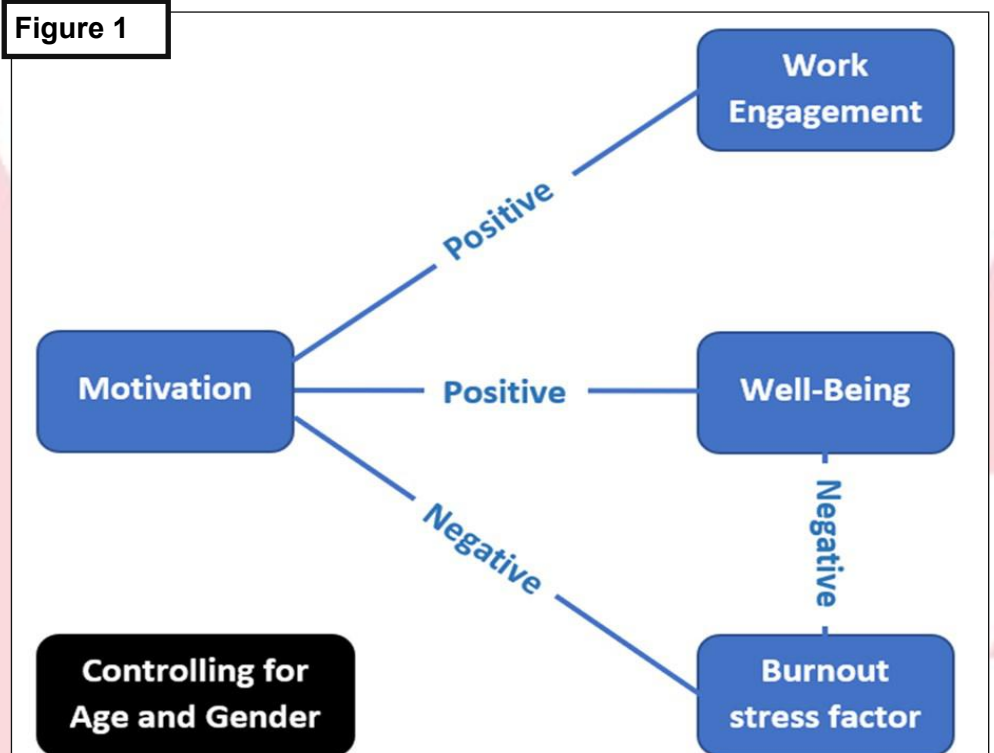 Figure 1
Work
Engagement
Positive
Motivation
Positive
Well-Being
Negative
Negative
Controlling for
Age and Gender
Burnout
stress factor